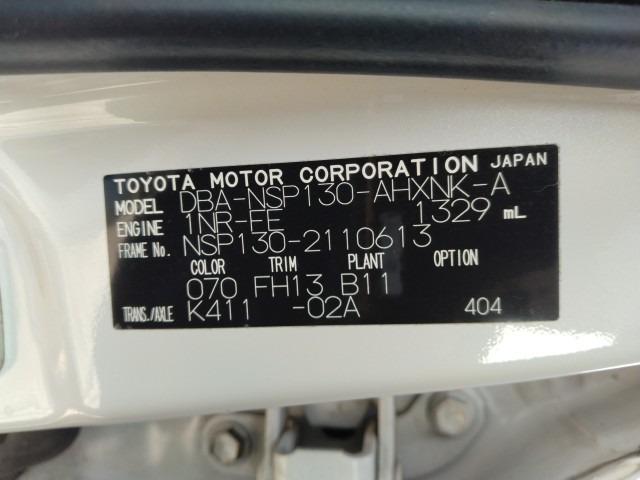 TOYOTA MOTOR CORPORATION JAPAN
MODEL DBA-NSP130-AHXNK-A
ENGINE 1NR-FE 1329 mL
FRAME No. NSP130-2110613
COLOR TRIM PLANT OPTION
070 FH13 B11
TRANS./AXLE K411 -02A 404